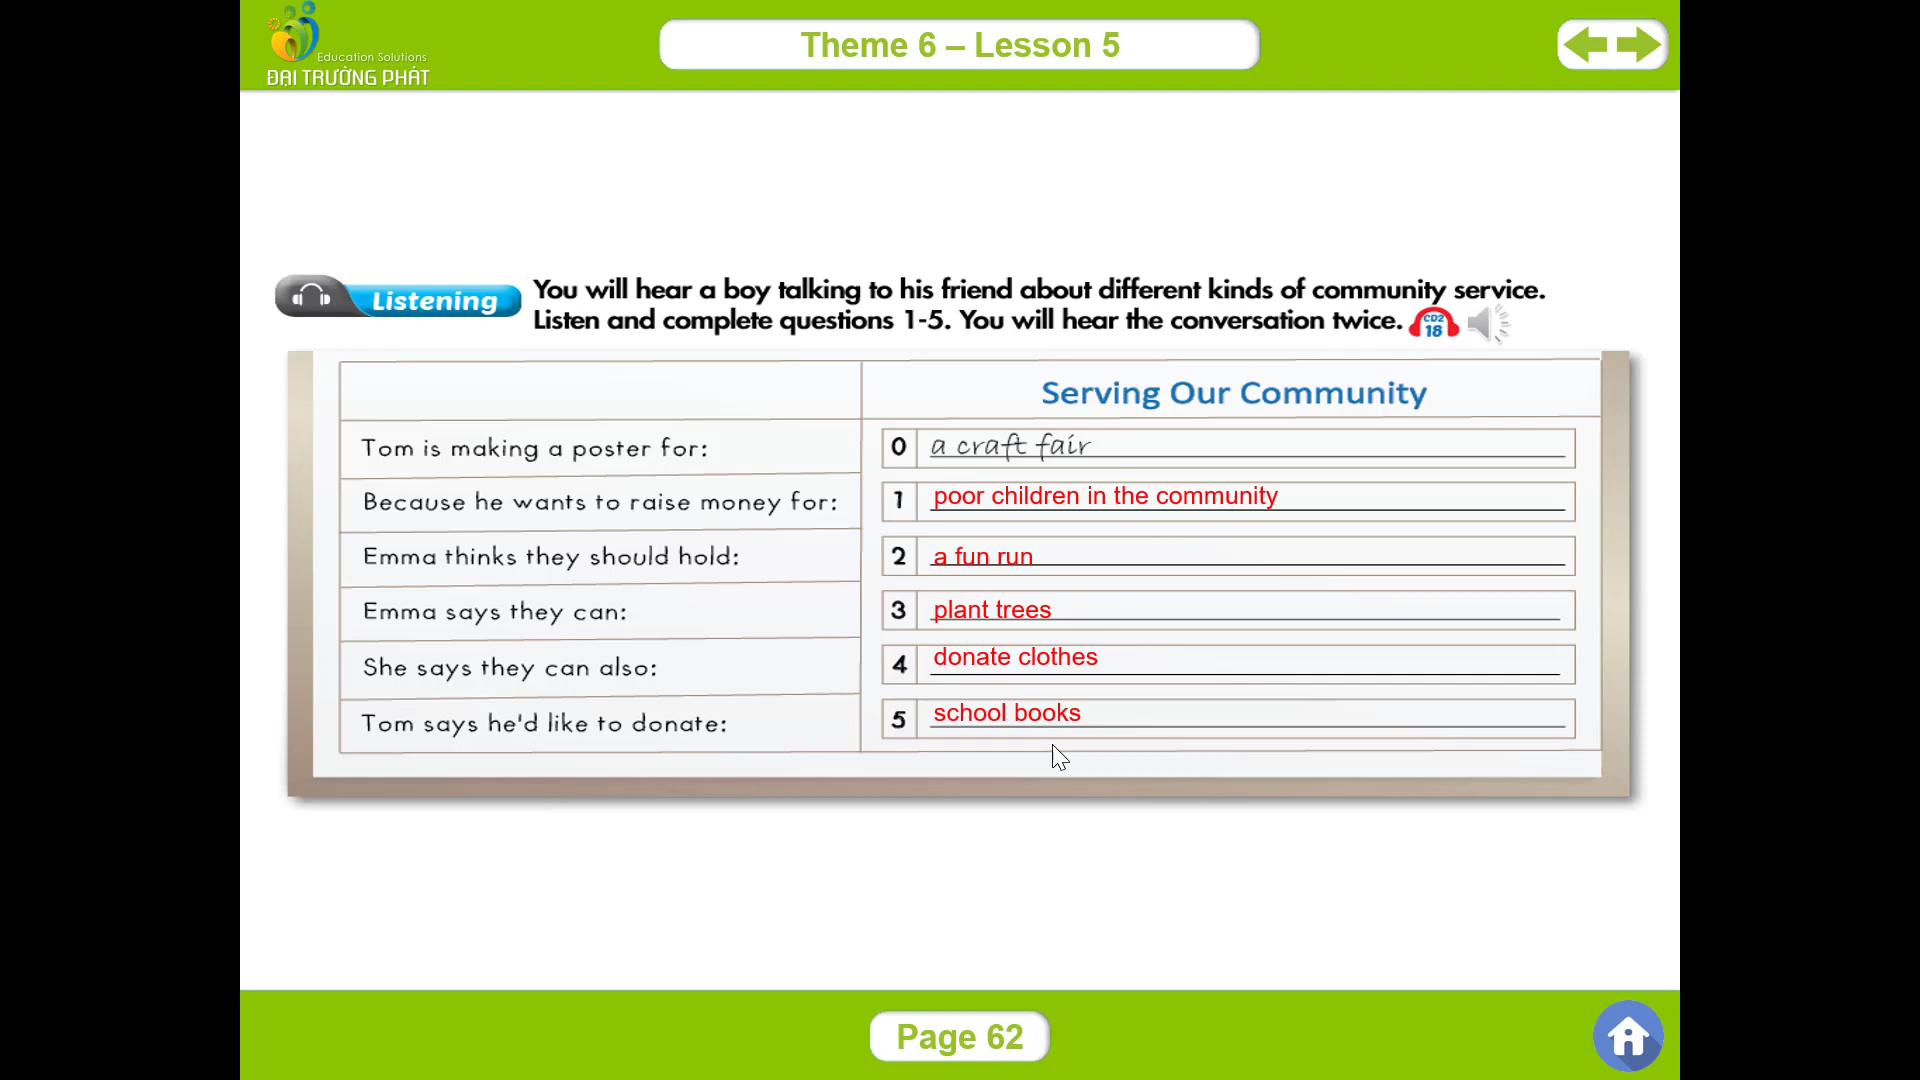 Education Solutions
ĐẠI TRƯỜNG PHÁT
Theme 6 – Lesson 5
Listening
You will hear a boy talking to his friend about different kinds of community service.
Listen and complete questions 1-5. You will hear the conversation twice.
CD2
18
Serving Our Community
Tom is making a poster for:
0 a craft fair
Because he wants to raise money for:
1 poor children in the community
Emma thinks they should hold:
2 a fun run
Emma says they can:
3 plant trees
She says they can also:
4 donate clothes
Tom says he'd like to donate:
5 school books
Page 62